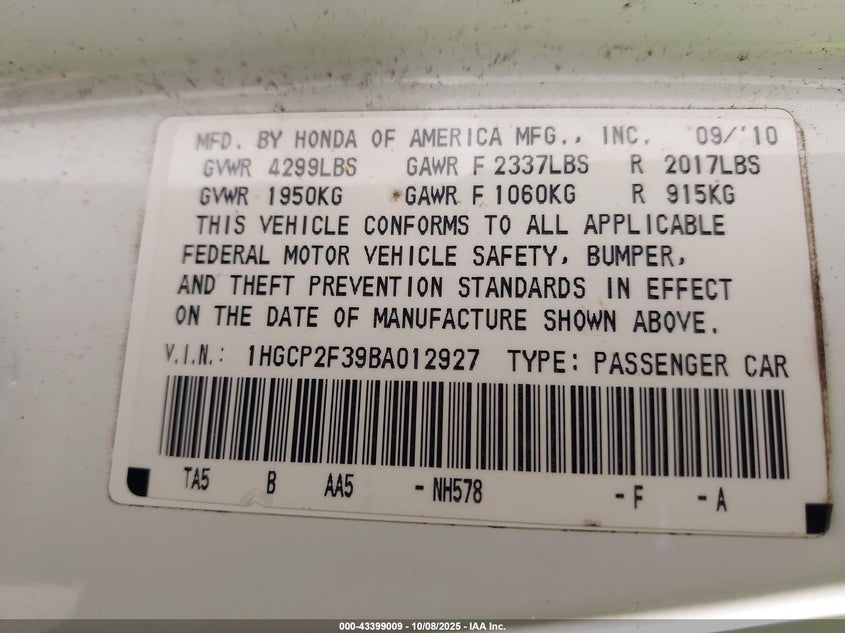 MFD. BY HONDA OF AMERICA MFG., INC. 09/'10
GVWR 4299LBS GAWR F 2337LBS R 2017LBS
GVWR 1950KG GAWR F 1060KG R 915KG
THIS VEHICLE CONFORMS TO ALL APPLICABLE
FEDERAL MOTOR VEHICLE SAFETY, BUMPER,
AND THEFT PREVENTION STANDARDS IN EFFECT
ON THE DATE OF MANUFACTURE SHOWN ABOVE.
V.I.N.: 1HGCP2F39BA012927 TYPE: PASSENGER CAR
TA5 B AA5 -NH578 -F -A
000-43399009 - 10/08/2025 - IAA Inc.